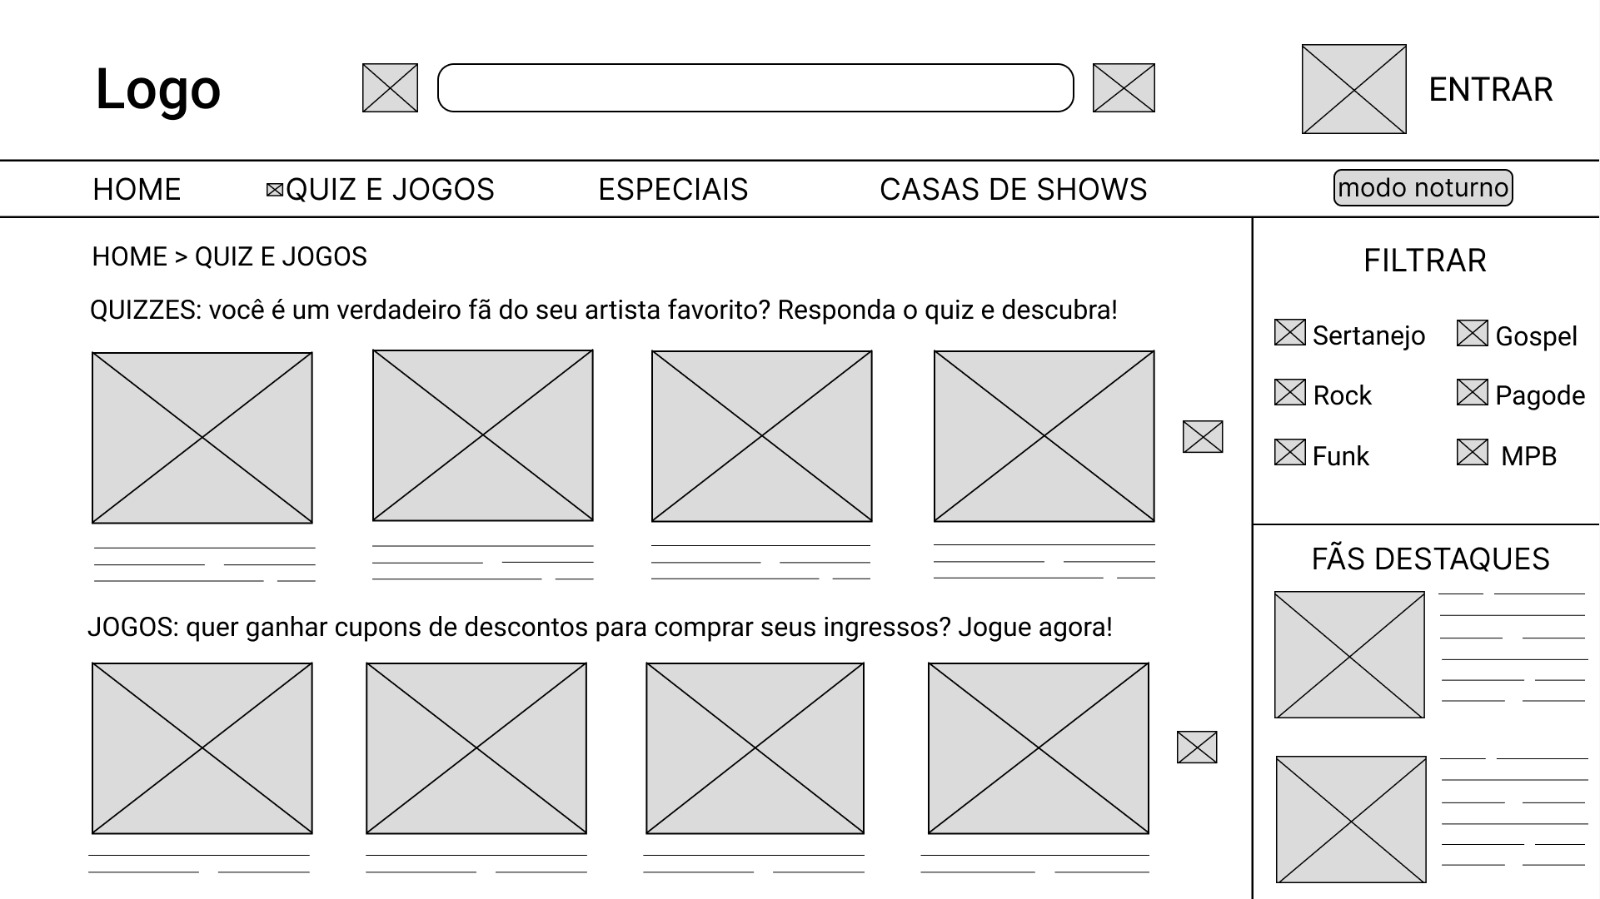 Logo
ENTRAR
HOME
QUIZ E JOGOS
ESPECIAIS
CASAS DE SHOWS
modo noturno
HOME > QUIZ E JOGOS
QUIZZES: você é um verdadeiro fã do seu artista favorito? Responda o quiz e descubra!
JOGOS: quer ganhar cupons de descontos para comprar seus ingressos? Jogue agora!
FILTRAR
Sertanejo
Gospel
Rock
Pagode
Funk
MPB
FÃS DESTAQUES